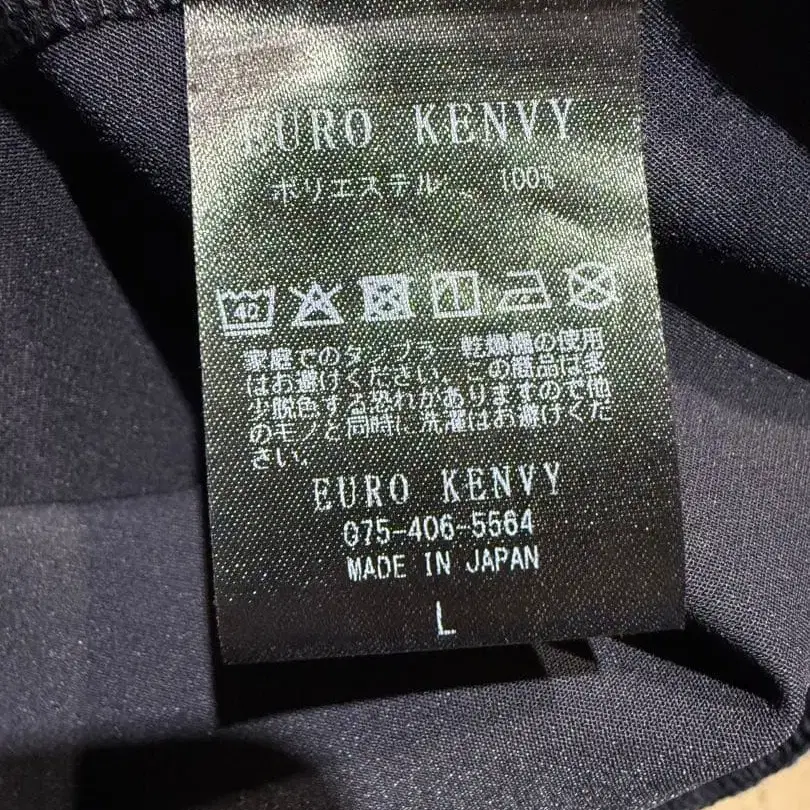 EURO KENVY
ポリエステル 100%
40
家庭でのタンブラー乾燥機の使用
はお避けください。この商品は多
少脱色する恐れがありますので他
のモノと同時に洗濯はお避けくだ
さい。
EURO KENVY
075-406-5564
MADE IN JAPAN
L